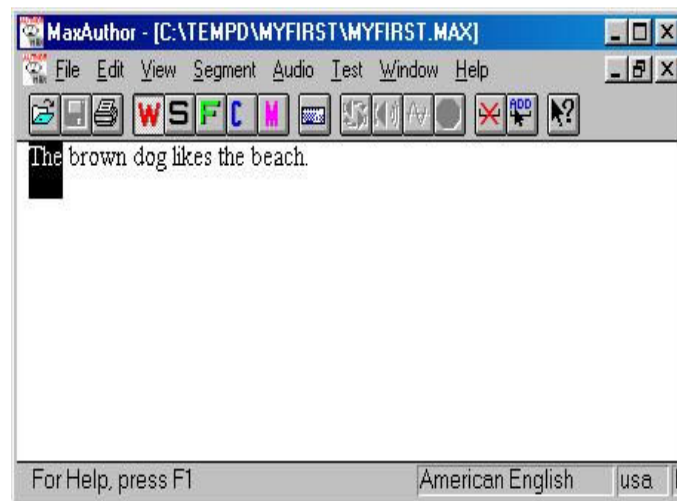 MaxAuthor - [C:\TEMPD\MYFIRST\MYFIRST.MAX]
File Edit View Segment Audio Test Window Help
W S F C M ADD ?
The brown dog likes the beach.
For Help, press F1 American English usa